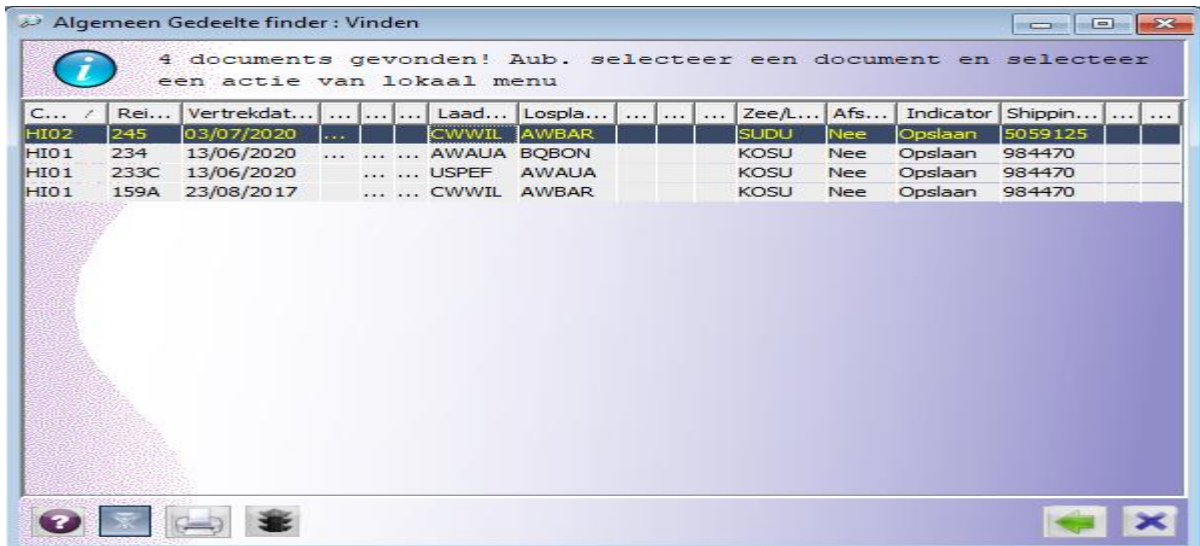 Algemeen Gedeelte finder : Vinden
4 documents gevonden! Aub. selecteer een document en selecteer
een actie van lokaal menu
C... Rei... Vertrekdat... ... ... ... Laad... Lospla... ... ... ... Zee/L... Afs... Indicator Shippin... ... ...
HI02 245 03/07/2020 ... CWWIL AWBAR SUDU Nee Opslaan 5059125
HI01 234 13/06/2020 ... ... ... AWAUA BQBON KOSU Nee Opslaan 984470
HI01 233C 13/06/2020 ... ... USPEF AWAUA KOSU Nee Opslaan 984470
HI01 159A 23/08/2017 ... ... CWWIL AWBAR KOSU Nee Opslaan 984470